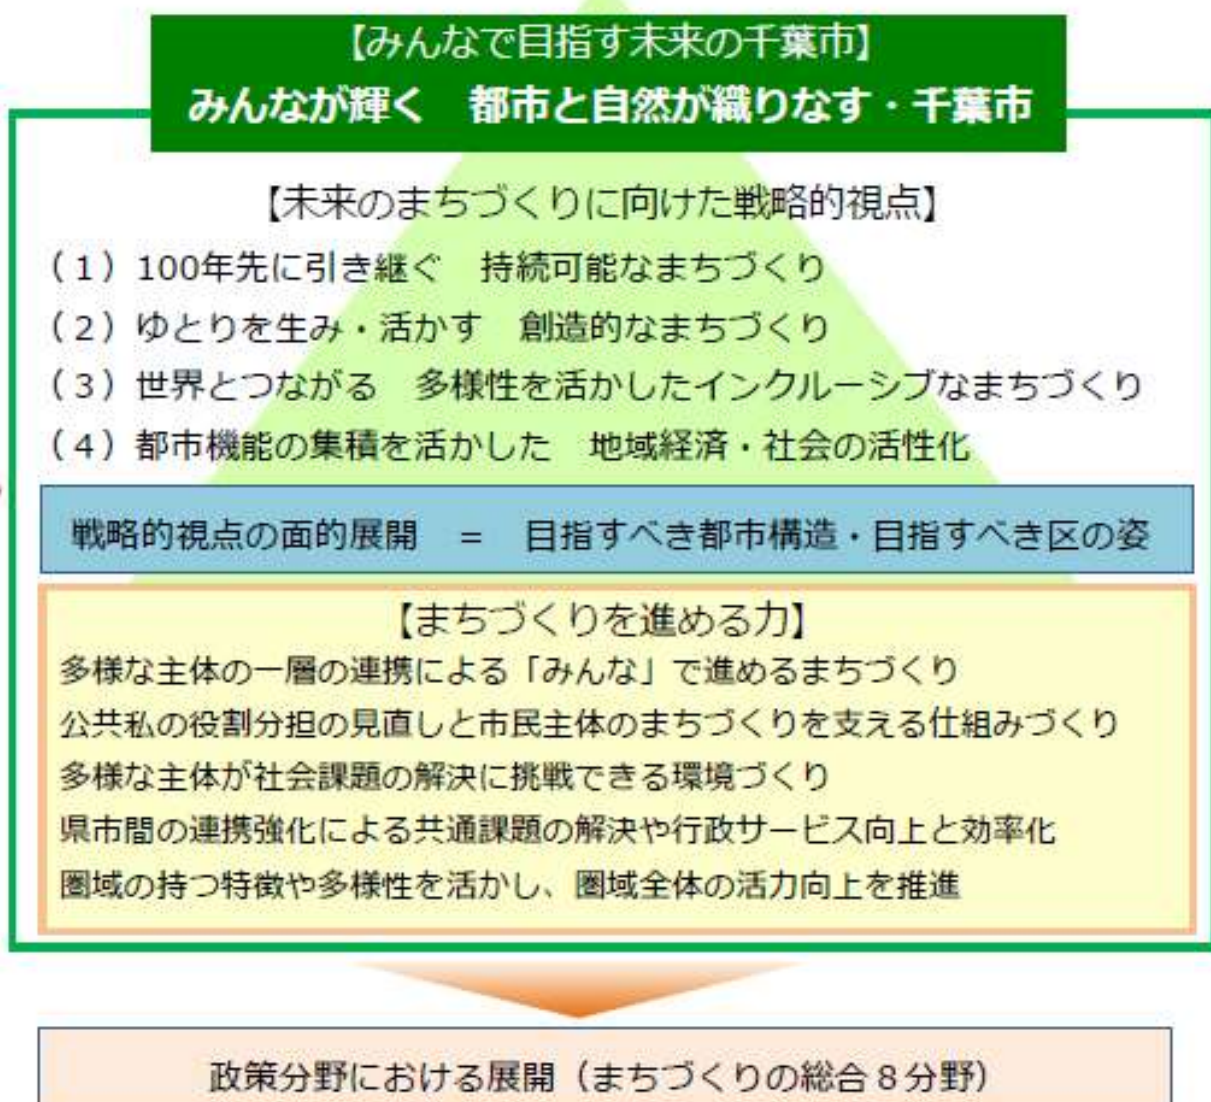 【みんなで目指す未来の千葉市】
みんなが輝く　都市と自然が織りなす・千葉市
【未来のまちづくりに向けた戦略的視点】
（1）100年先に引き継ぐ　持続可能なまちづくり
（2）ゆとりを生み・活かす　創造的なまちづくり
（3）世界とつながる　多様性を活かしたインクルーシブなまちづくり
（4）都市機能の集積を活かした　地域経済・社会の活性化
戦略的視点の面的展開　＝　目指すべき都市構造・目指すべき区の姿
【まちづくりを進める力】
多様な主体の一層の連携による「みんな」で進めるまちづくり
公共私の役割分担の見直しと市民主体のまちづくりを支える仕組みづくり
多様な主体が社会課題の解決に挑戦できる環境づくり
県市間の連携強化による共通課題の解決や行政サービス向上と効率化
圏域の持つ特徴や多様性を活かし、圏域全体の活力向上を推進
政策分野における展開（まちづくりの総合８分野）